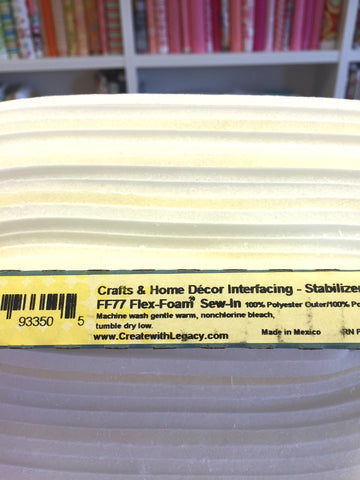 Crafts & Home Décor Interfacing - Stabilizer
FF77 Flex-Foam® Sew-In 100% Polyester Outer/100% Po
Machine wash gentle warm, nonchlorine bleach,
tumble dry low.
www.CreatewithLegacy.com Made in Mexico RN
93350 5